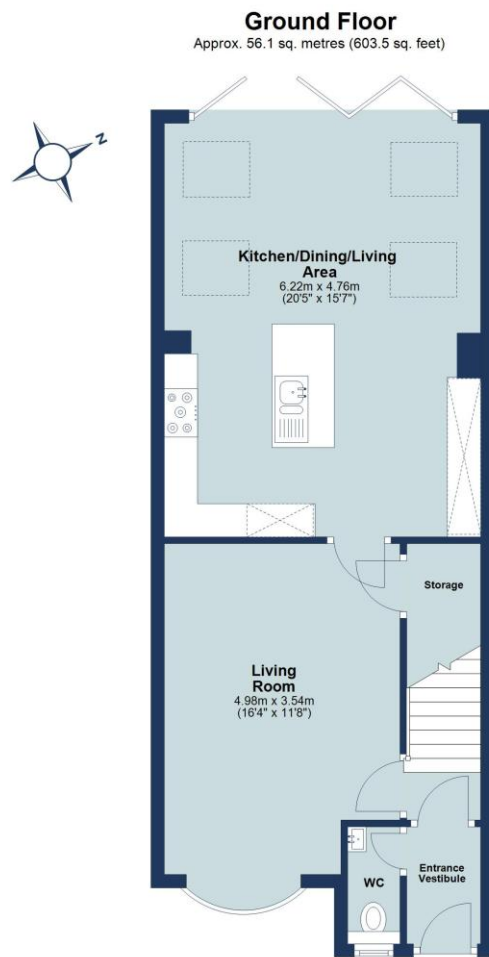 Ground Floor
Approx. 56.1 sq. metres (603.5 sq. feet)
N
Kitchen/Dining/Living
Area
6.22m x 4.76m
(20'5" x 15'7")
Storage
Living
Room
4.98m x 3.54m
(16'4" x 11'8")
WC
Entrance
Vestibule